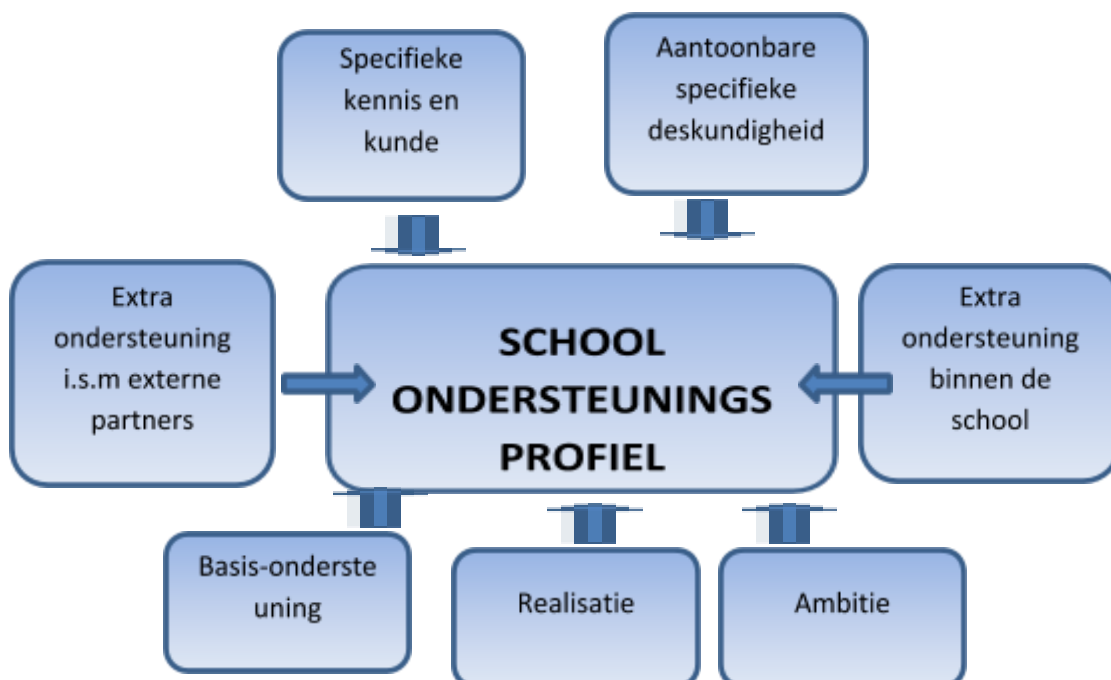 Specifieke
kennis en
kunde
Aantoonbare
specifieke
deskundigheid
Extra
ondersteuning
i.s.m externe
partners
SCHOOL
ONDERSTEUNINGS
PROFIEL
Extra
ondersteuning
binnen de
school
Basis-onderste
uning
Realisatie
Ambitie